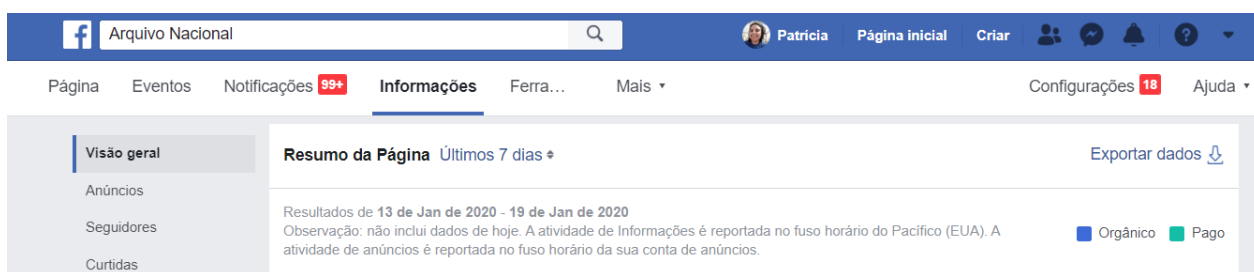 Arquivo Nacional
Patricia Página inicial Criar
Página Eventos Notificações 99+ Informações Ferra... Mais Configurações 18 Ajuda
Visão geral
Anúncios
Seguidores
Curtidas
Resumo da Página Últimos 7 dias Exportar dados
Resultados de 13 de Jan de 2020 - 19 de Jan de 2020
Observação: não inclui dados de hoje. A atividade de Informações é reportada no fuso horário do Pacífico (EUA). A
atividade de anúncios é reportada no fuso horário da sua conta de anúncios.
Orgânico Pago